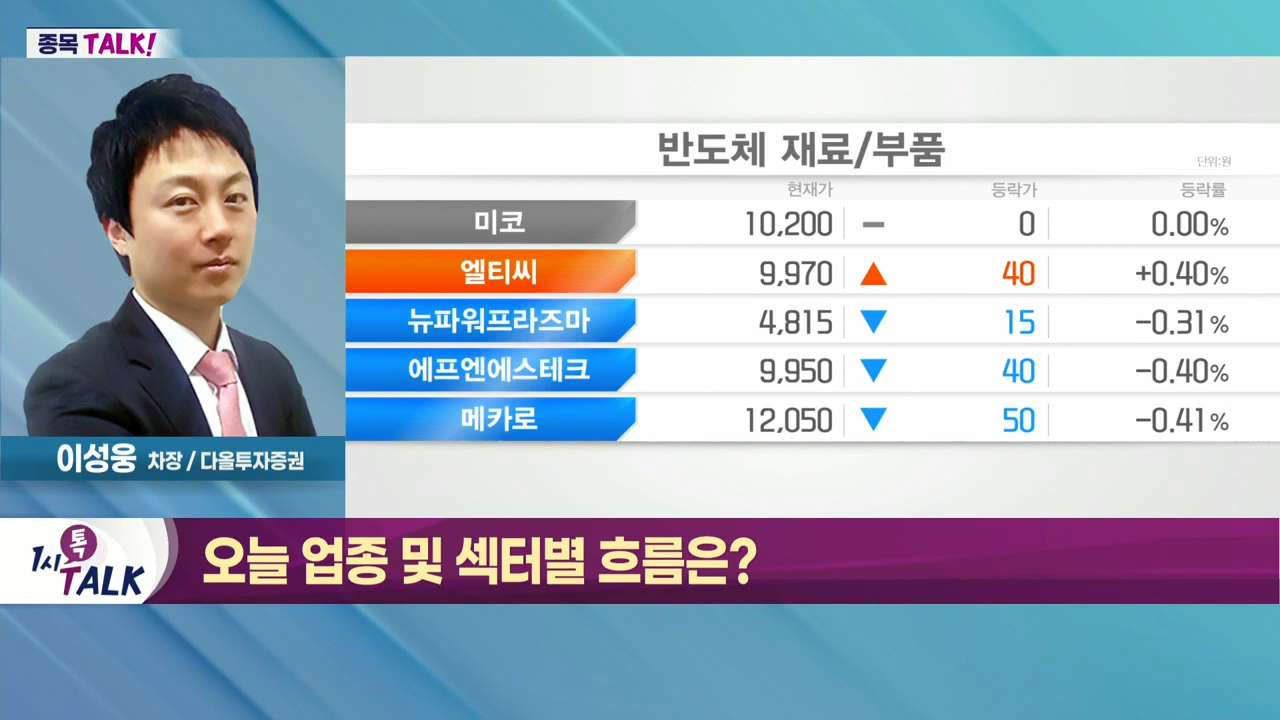 종목 TALK!
반도체 재료/부품
단위:원
현재가 등락가 등락률
미코 10,200 0 0.00%
엘티씨 9,970 ▲ 40 +0.40%
뉴파워프라즈마 4,815 ▼ 15 -0.31%
에프엔에스테크 9,950 ▼ 40 -0.40%
메카로 12,050 ▼ 50 -0.41%
이성웅 차장 / 다올투자증권
1시 톡 TALK
오늘 업종 및 섹터별 흐름은?